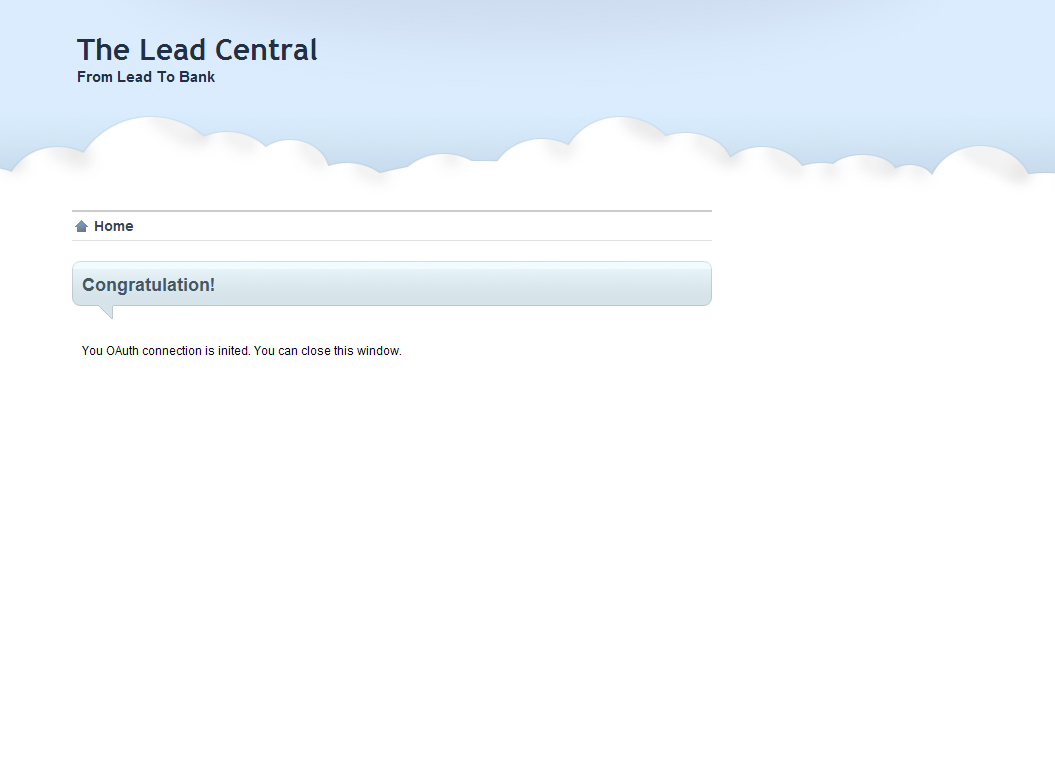 The Lead Central
From Lead To Bank
Home
Congratulation!
You OAuth connection is inited. You can close this window.